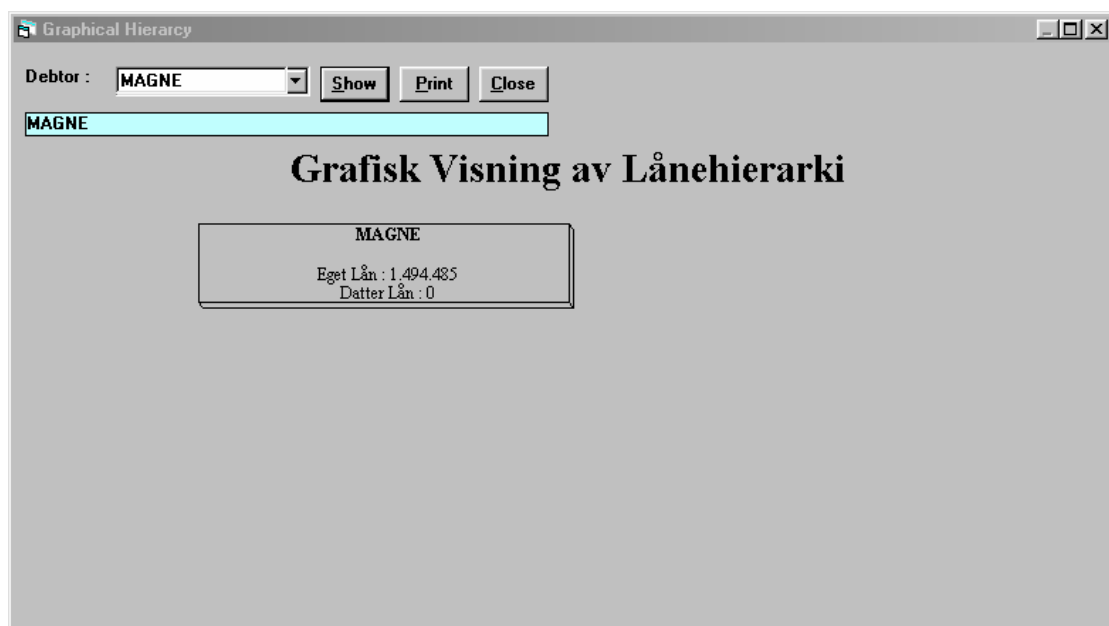 Graphical Hierarcy
Debtor : MAGNE Show Print Close
MAGNE
Grafisk Visning av Lånehierarki
MAGNE
Eget Lån : 1.494.485
Datter Lån : 0